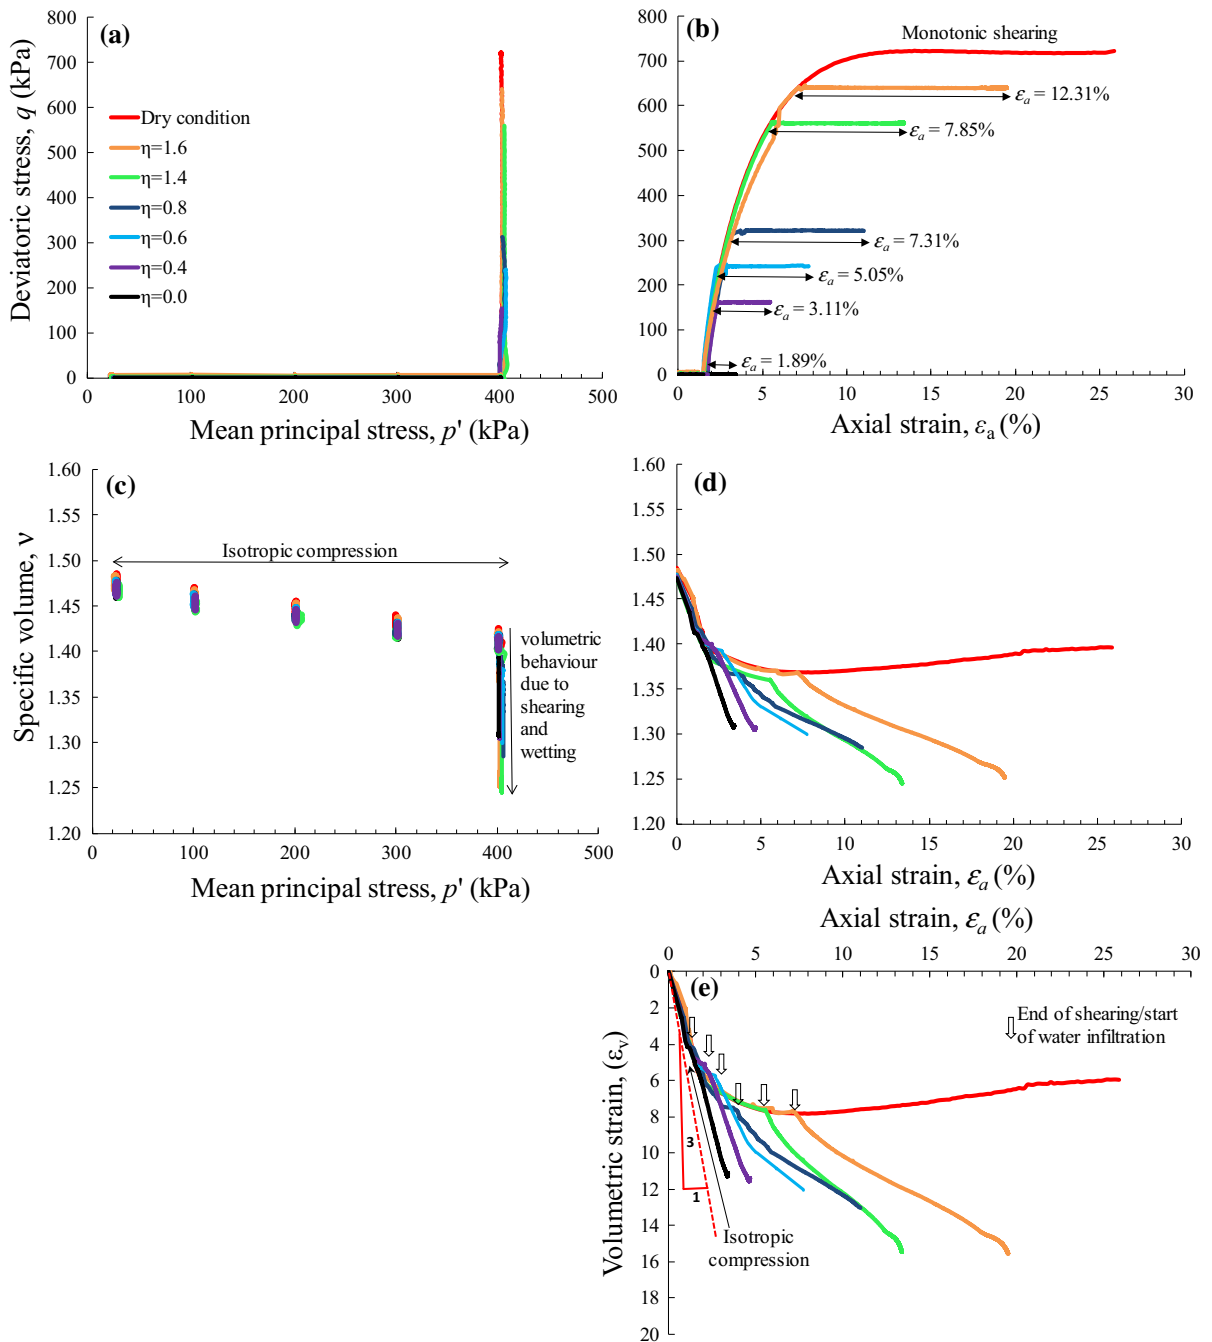 (a)
800
700
600
500
400
300
200
100
0
Deviatoric stress, q (kPa)
Dry condition
η=1.6
η=1.4
η=0.8
η=0.6
η=0.4
η=0.0
0 100 200 300 400 500
Mean principal stress, p' (kPa)
(b)
800
700
600
500
400
300
200
100
0
Monotonic shearing
εa = 12.31%
εa = 7.85%
εa = 7.31%
εa = 5.05%
εa = 3.11%
εa = 1.89%
0 5 10 15 20 25 30
Axial strain, εa (%)
(c)
1.60
1.55
1.50
1.45
1.40
1.35
1.30
1.25
1.20
Specific volume, ν
Isotropic compression
volumetric
behaviour
due to
shearing
and
wetting
0 100 200 300 400 500
Mean principal stress, p' (kPa)
(d)
1.60
1.55
1.50
1.45
1.40
1.35
1.30
1.25
1.20
0 5 10 15 20 25 30
Axial strain, εa (%)
Axial strain, εa (%)
0 5 10 15 20 25 30
(e)
0
2
4
6
8
10
12
14
16
18
20
Volumetric strain, (εv)
End of shearing/start
of water infiltration
3
1
Isotropic
compression